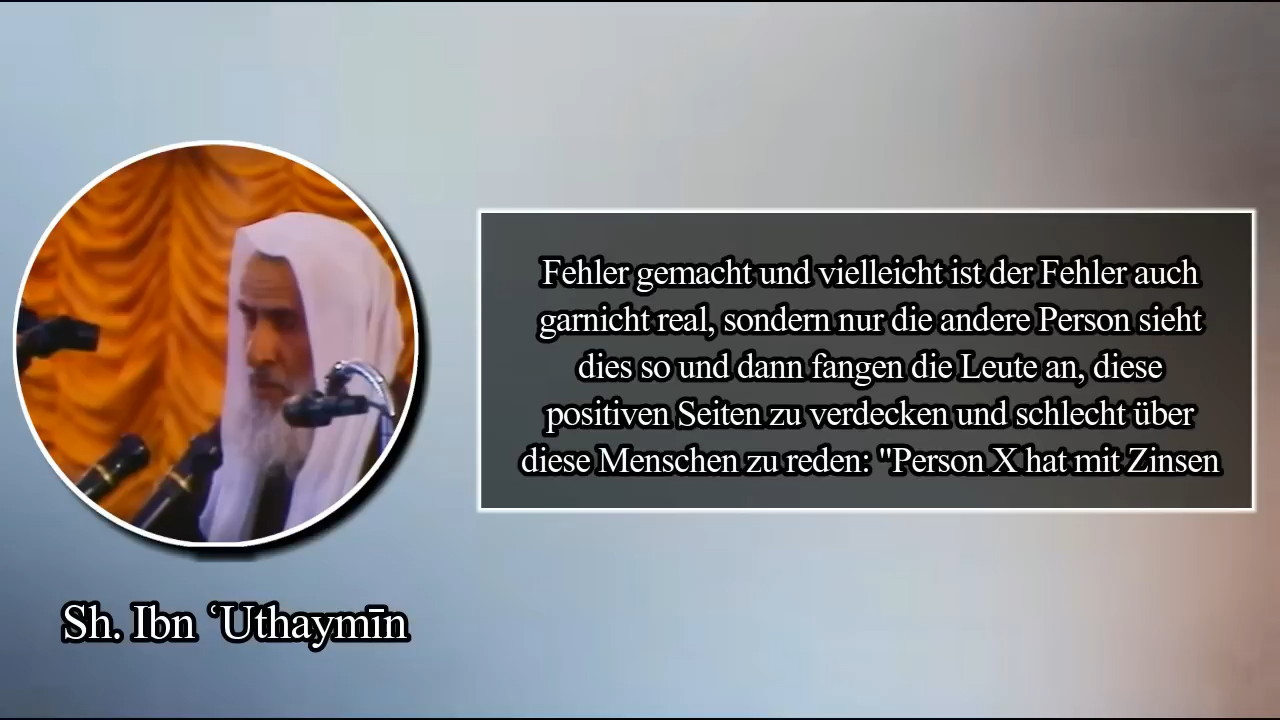 Fehler gemacht und vielleicht ist der Fehler auch
garnicht real, sondern nur die andere Person sieht
dies so und dann fangen die Leute an, diese
positiven Seiten zu verdecken und schlecht über
diese Menschen zu reden: "Person X hat mit Zinsen
Sh. Ibn ʿUthaymīn